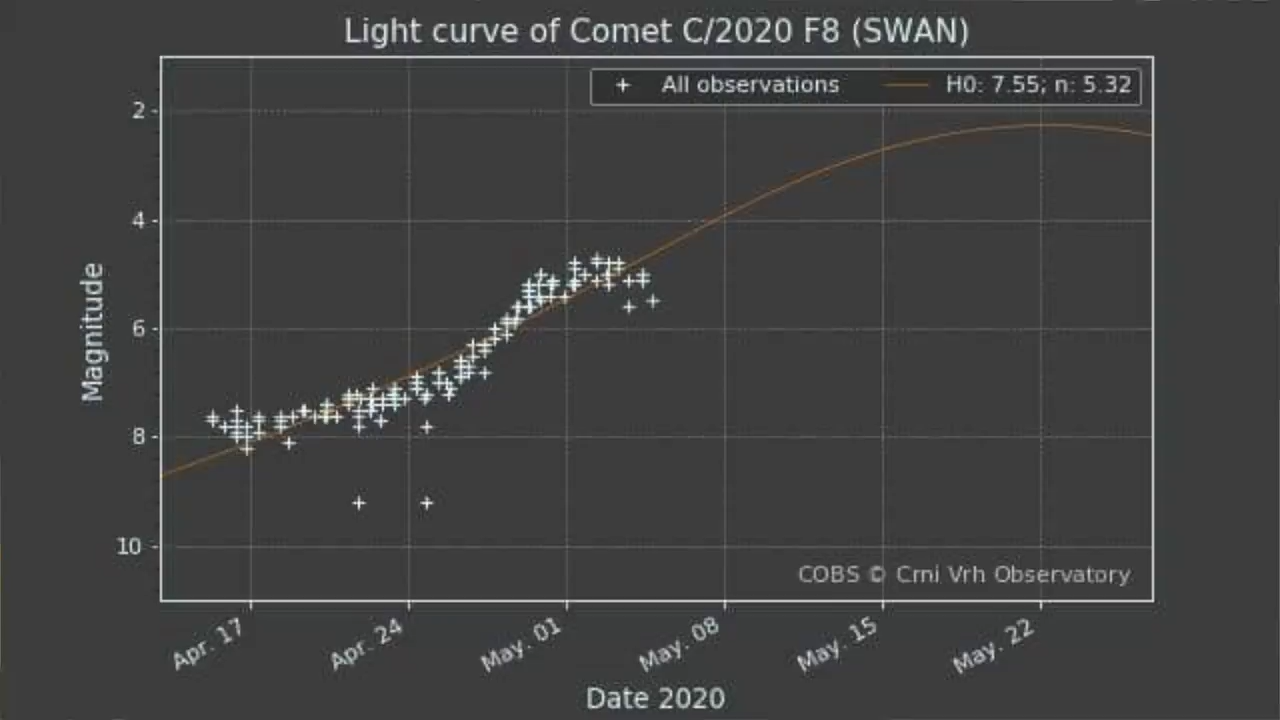 Light curve of Comet C/2020 F8 (SWAN)
All observations
H0: 7.55; n: 5.32
2
4
6
8
10
Magnitude
COBS © Crni Vrh Observatory
Apr. 17
Apr. 24
May. 01
May. 08
May. 15
May. 22
Date 2020